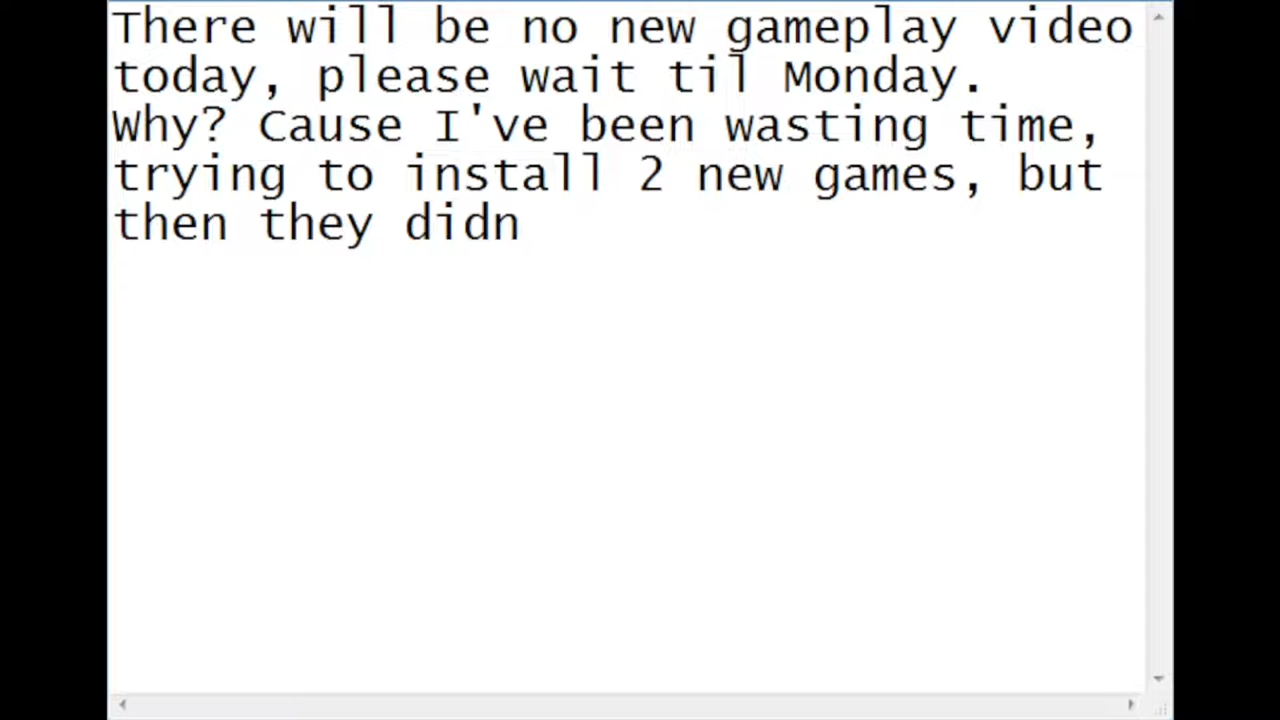 There will be no new gameplay video
today, please wait til Monday.
Why? Cause I've been wasting time,
trying to install 2 new games, but
then they didn